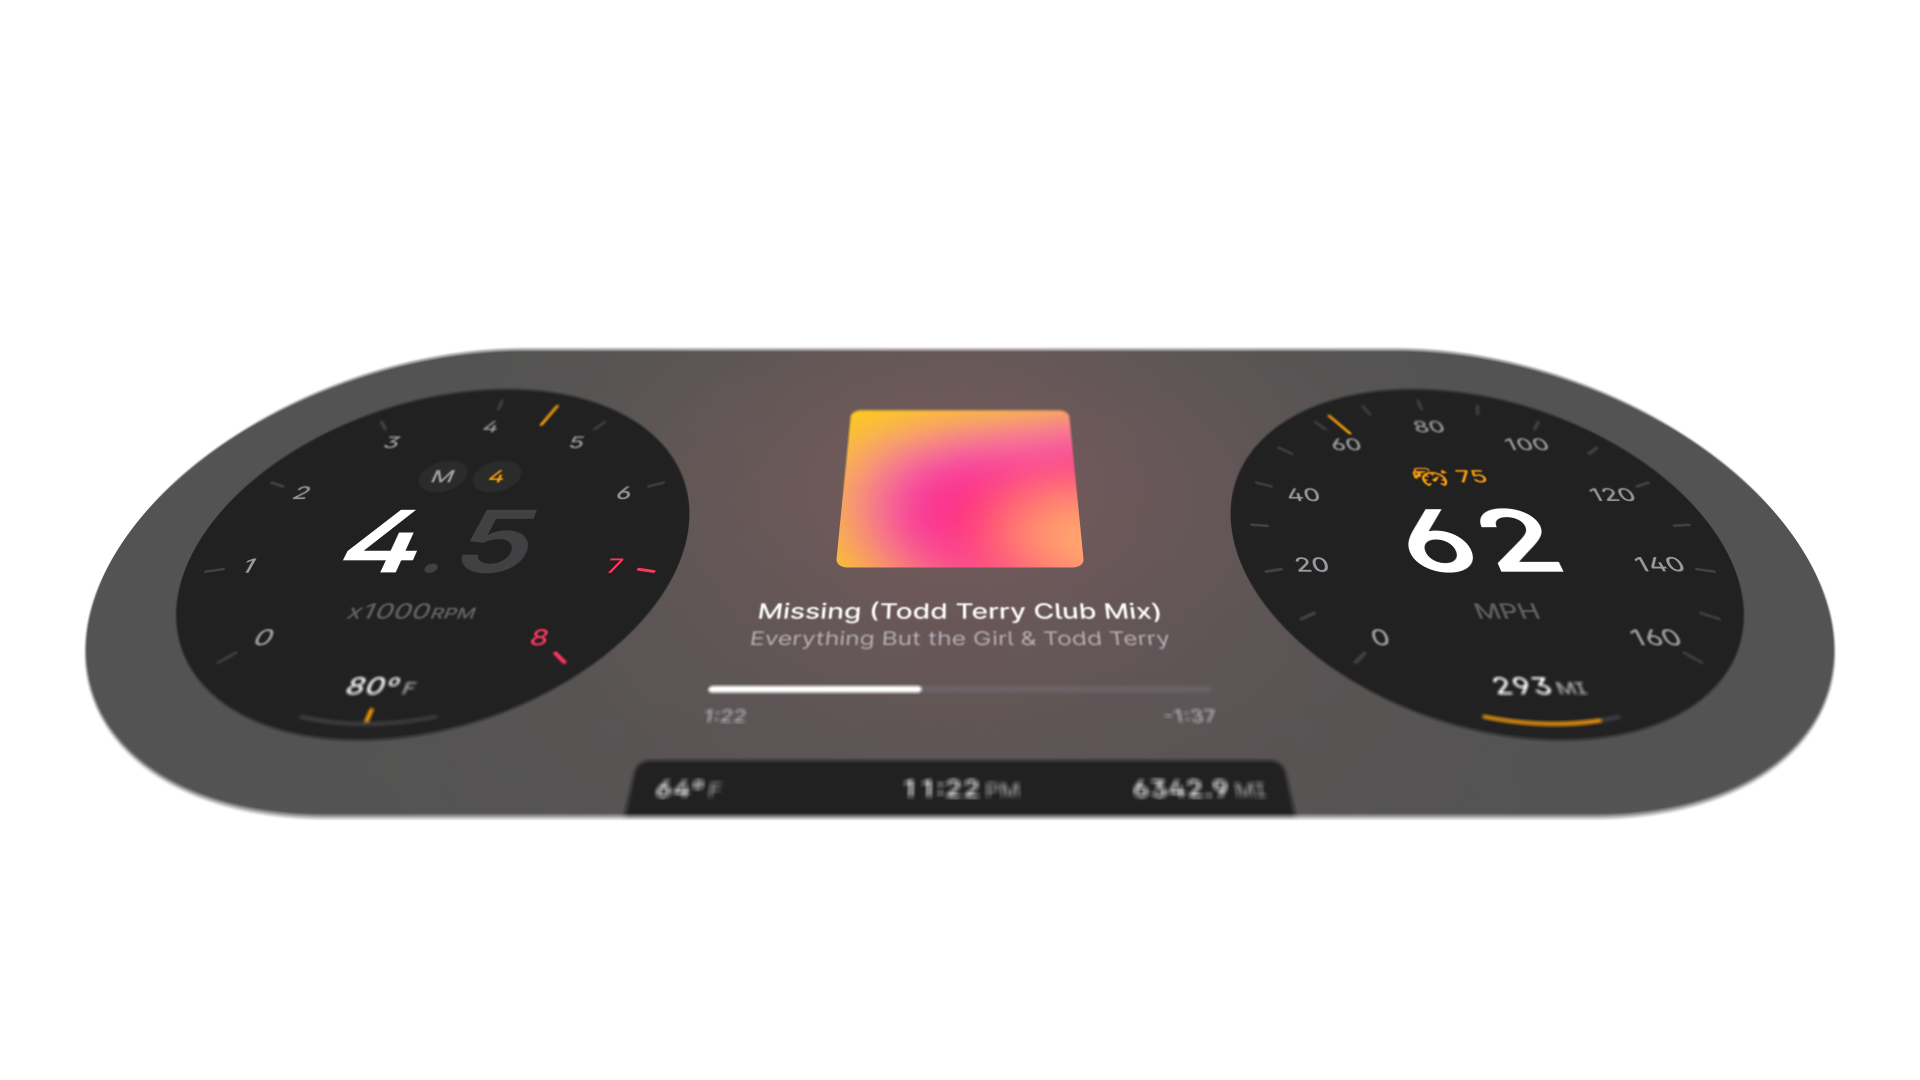 0
1
2
3
4
5
6
7
8
M 4
4.5
x1000RPM
80°F
Missing (Todd Terry Club Mix)
Everything But the Girl & Todd Terry
1:22 -1:37
64°F 11:22 PM 6342.9 MI
0
20
40
60
80
100
120
140
160
75
62
MPH
293 MI